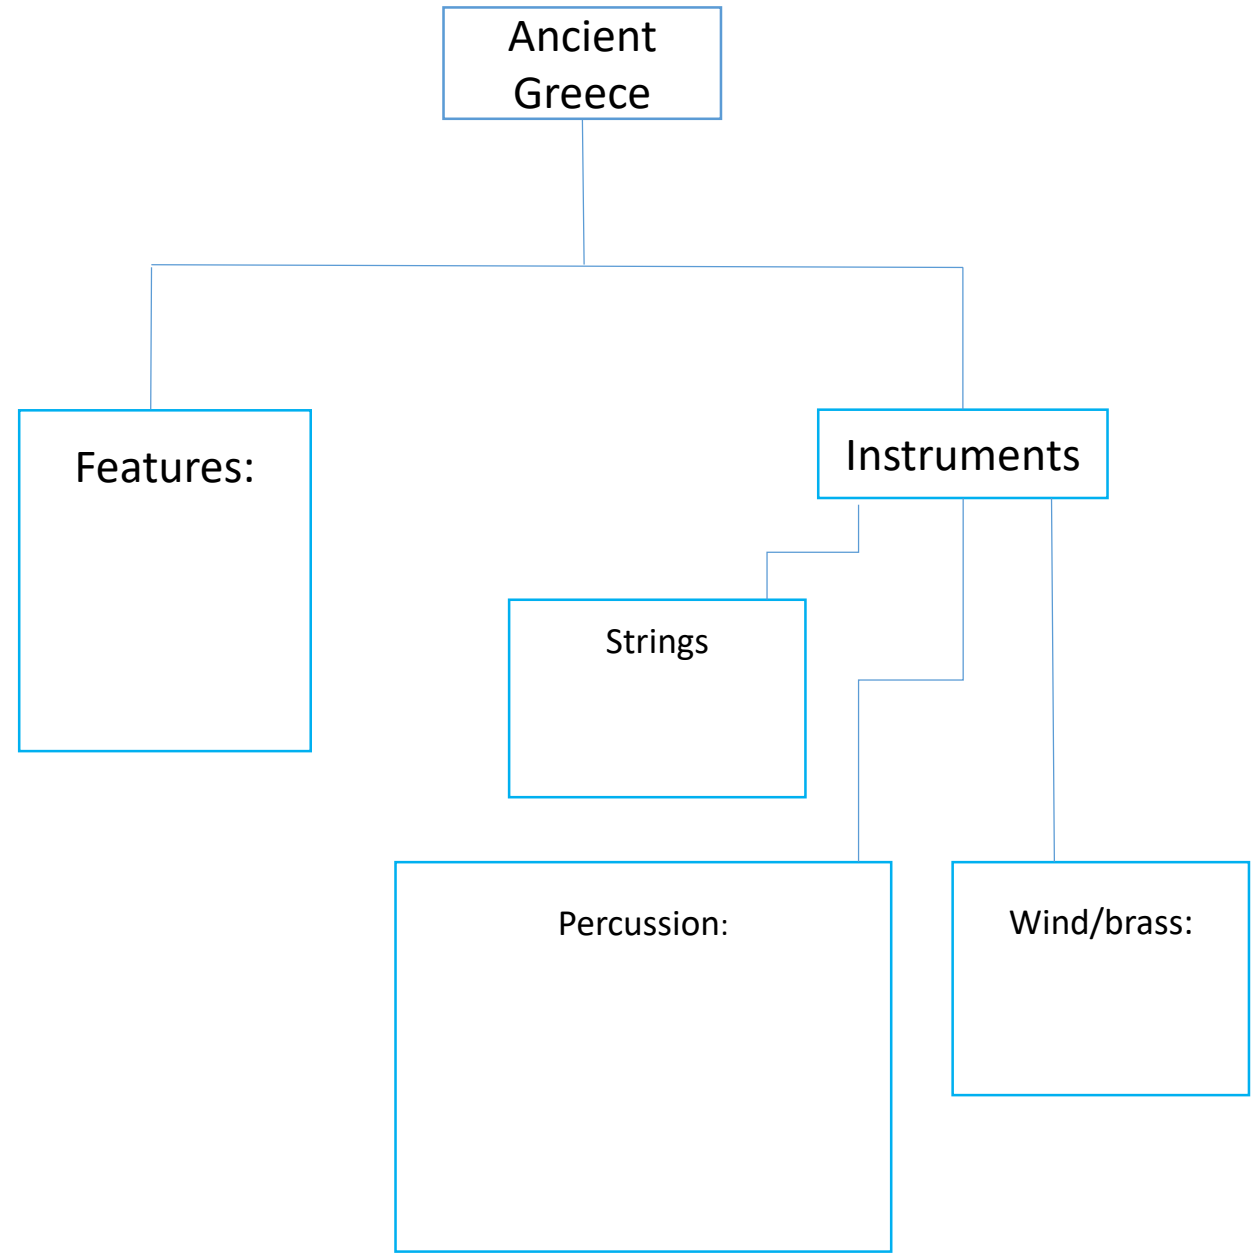 Ancient
Greece
Features:
Instruments
Strings
Percussion:
Wind/brass: